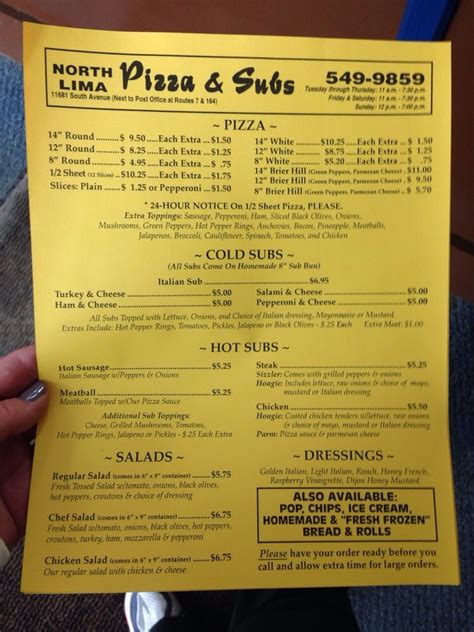 NORTH LIMA Pizza & Subs
11681 South Avenue (Next to Post Office at Routes 7 & 164)
549-9859
Tuesday through Thursday: 11 a.m. - 7:00 p.m.
Friday & Saturday: 11 a.m. - 7:30 p.m.
Sunday: 12 p.m. - 7:00 p.m.
~ PIZZA ~
14" Round ........$ 9.50.....Each Extra ...$1.50
12" Round ........$ 8.25.....Each Extra ...$1.25
8" Round ..........$ 4.95.....Each Extra ...$ .75
1/2 Sheet (12 Slices) ..$10.25.....Each Extra ...$1.75
Slices: Plain ......$ 1.25 or Pepperoni .....$1.50
14" White ........$10.25.....Each Extra.....$ 1.50
12" White ........$8.75.....Each Extra.....$ 1.25
8" White ..........$5.20.....Each Extra.....$ .75
14" Brier Hill (Green Peppers, Parmesan Cheese) ..$11.00
12" Brier Hill (Green Peppers, Parmesan Cheese) ..$ 9.25
8" Brier Hill (Green Peppers, Parmesan Cheese) ..$ 5.70
* 24-HOUR NOTICE On 1/2 Sheet Pizza, PLEASE.
Extra Toppings: Sausage, Pepperoni, Ham, Sliced Black Olives, Onions,
Mushrooms, Green Peppers, Hot Pepper Rings, Anchovies, Bacon, Pineapple, Meatballs,
Jalapenos, Broccoli, Cauliflower, Spinach, Tomatoes, and Chicken
~ COLD SUBS ~
(All Subs Come On Homemade 8" Sub Bun)
Italian Sub ............................$6.95
Turkey & Cheese ......................$5.00
Ham & Cheese .........................$5.00
Salami & Cheese ......................$5.00
Pepperoni & Cheese ................$5.00
All Subs Topped with Lettuce, Onions, and Choice of Italian dressing, Mayonnaise or Mustard.
Extras Include: Hot Pepper Rings, Tomatoes, Pickles, Jalapeno or Black Olives - $.25 Each Extra Meat: $1.00
~ HOT SUBS ~
Hot Sausage...............................$5.25
Italian Sausage w/Peppers & Onions
Meatball ....................................$5.25
Meatballs Topped w/Our Pizza Sauce
Additional Sub Toppings:
Cheese, Grilled Mushrooms, Tomatoes,
Hot Pepper Rings, Jalapeno or Pickles - $.25 Each Extra
Steak .........................................$5.25
Sizzler: Comes with grilled peppers & onions
Hoagie: Includes lettuce, raw onions & choice of mayo,
mustard or Italian dressing
Chicken .....................................$5.50
Hoagie: Coated chicken tenders w/lettuce, raw onions
& choice of mayo, mustard or Italian dressing
Parm: Pizza sauce & parmesan cheese
~ SALADS ~
Regular Salad (comes in 6" x 9" container) .....$5.75
Fresh Tossed Salad w/tomato, onions, black olives,
hot peppers, croutons & choice of dressing
Chef Salad (comes in 6" x 9" container) ..........$6.75
Fresh Salad w/tomato, onions, black olives, hot peppers,
croutons, turkey, ham, mozzarella & pepperoni
Chicken Salad (comes in 6" x 9" container) .....$6.75
Our regular salad with chicken & cheese
~ DRESSINGS ~
Golden Italian, Light Italian, Ranch, Honey French,
Raspberry Vinaigrette, Dijon Honey Mustard
ALSO AVAILABLE:
POP, CHIPS, ICE CREAM,
HOMEMADE & "FRESH FROZEN"
BREAD & ROLLS
Please have your order ready before you
call and allow extra time for large orders.